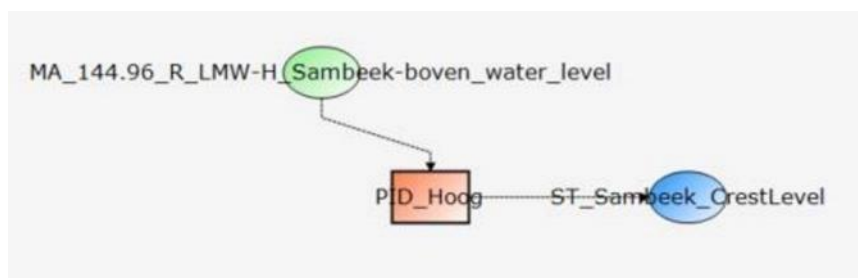 MA_144.96_R_LMW-H_Sambeek-boven_water_level
PID_Hoog
ST_Sambeek_CrestLevel